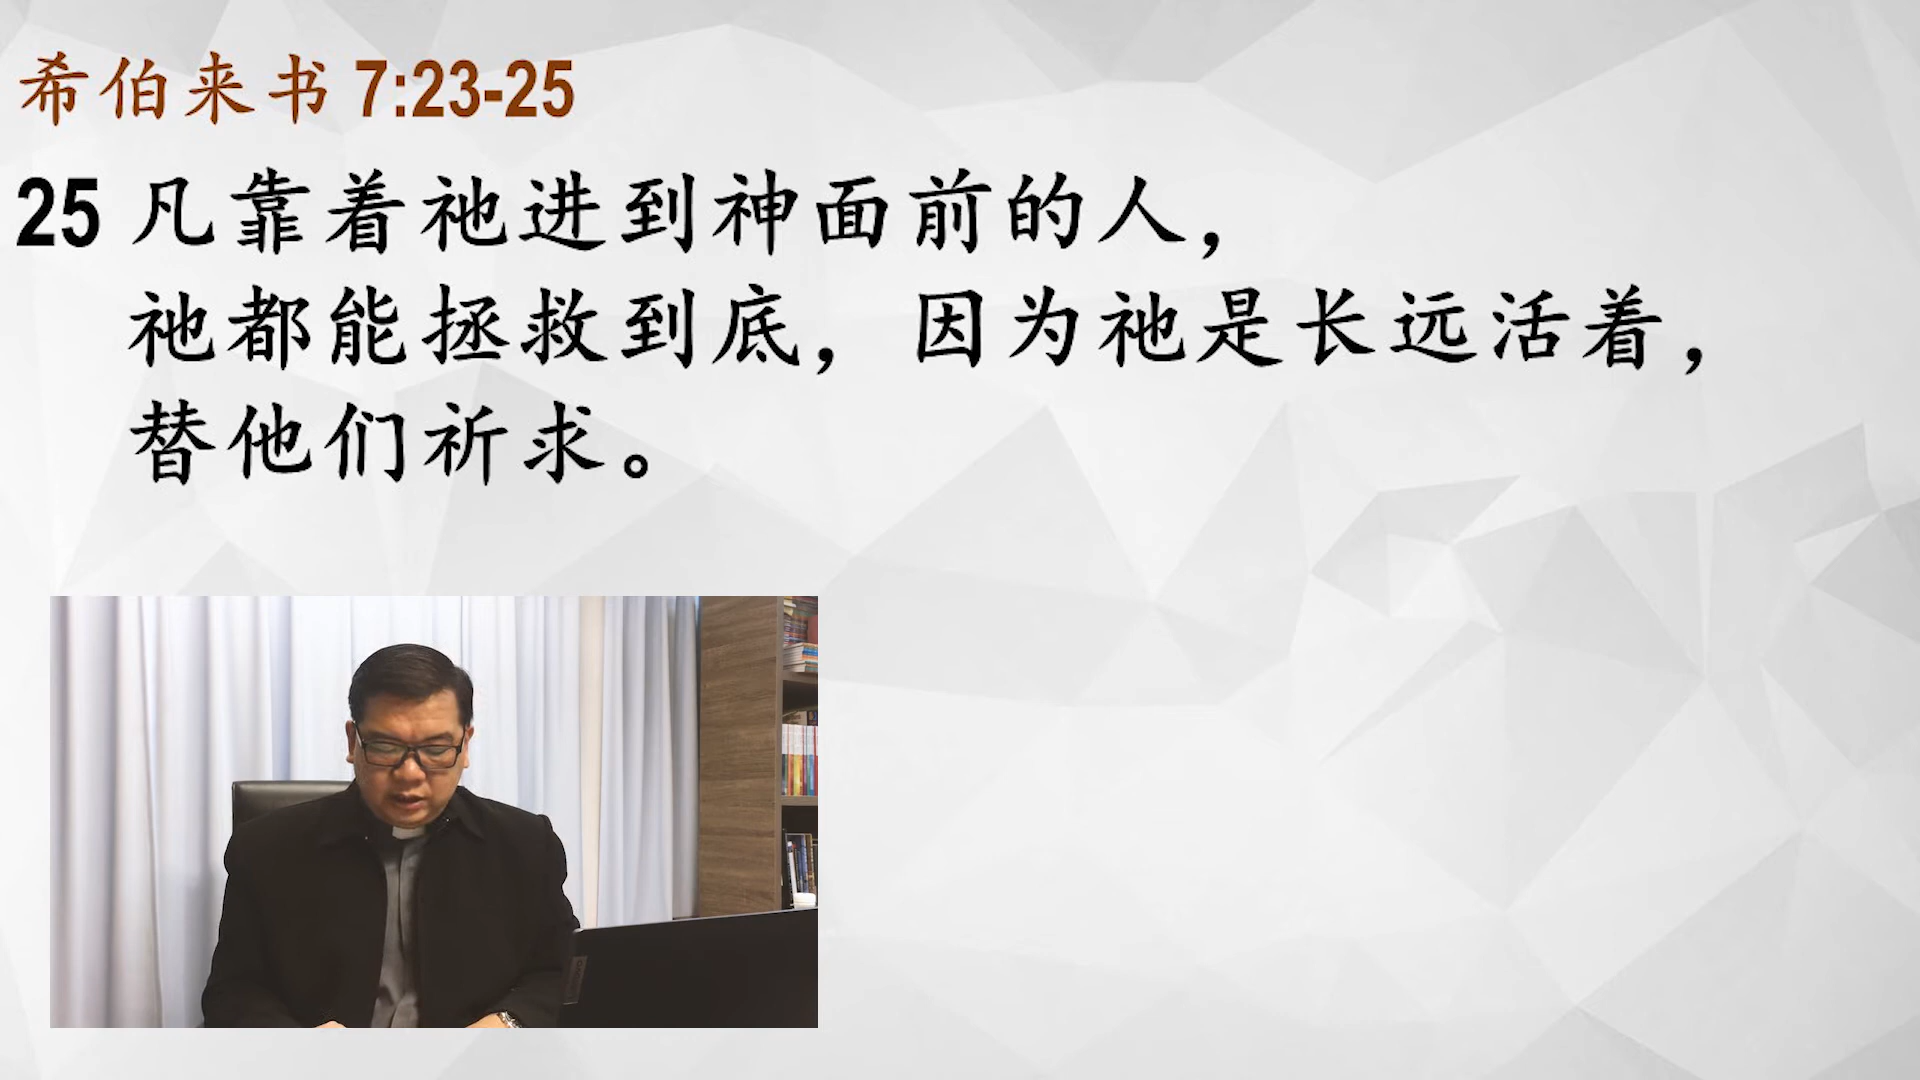 希伯来书 7:23-25
25 凡靠着祂进到神面前的人，
祂都能拯救到底，因为祂是长远活着，
替他们祈求。